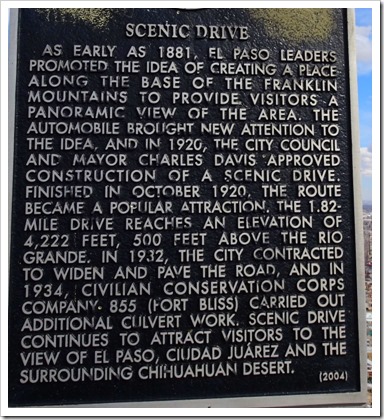 SCENIC DRIVE
AS EARLY AS 1881, EL PASO LEADERS
PROMOTED THE IDEA OF CREATING A PLACE
ALONG THE BASE OF THE FRANKLIN
MOUNTAINS TO PROVIDE VISITORS A
PANORAMIC VIEW OF THE AREA. THE
AUTOMOBILE BROUGHT NEW ATTENTION TO
THE IDEA, AND IN 1920, THE CITY COUNCIL
AND MAYOR CHARLES DAVIS APPROVED
CONSTRUCTION OF A SCENIC DRIVE.
FINISHED IN OCTOBER 1920, THE ROUTE
BECAME A POPULAR ATTRACTION. THE 1.82-
MILE DRIVE REACHES AN ELEVATION OF
4,222 FEET, 500 FEET ABOVE THE RIO
GRANDE. IN 1932, THE CITY CONTRACTED
TO WIDEN AND PAVE THE ROAD, AND IN
1934, CIVILIAN CONSERVATION CORPS
COMPANY 855 (FORT BLISS) CARRIED OUT
ADDITIONAL CULVERT WORK. SCENIC DRIVE
CONTINUES TO ATTRACT VISITORS TO THE
VIEW OF EL PASO, CIUDAD JUÁREZ AND THE
SURROUNDING CHIHUAHUAN DESERT. (2004)